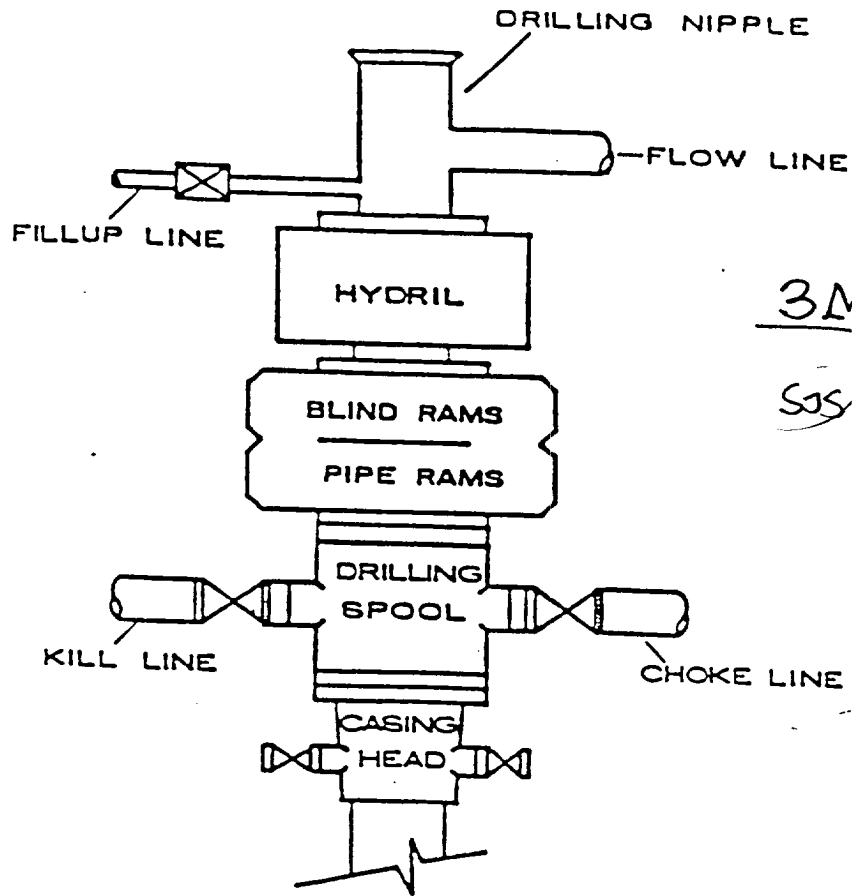 DRILLING NIPPLE
FLOW LINE
FILLUP LINE
HYDRIL
BLIND RAMS
PIPE RAMS
DRILLING
SPOOL
KILL LINE
CHOKE LINE
CASING
HEAD